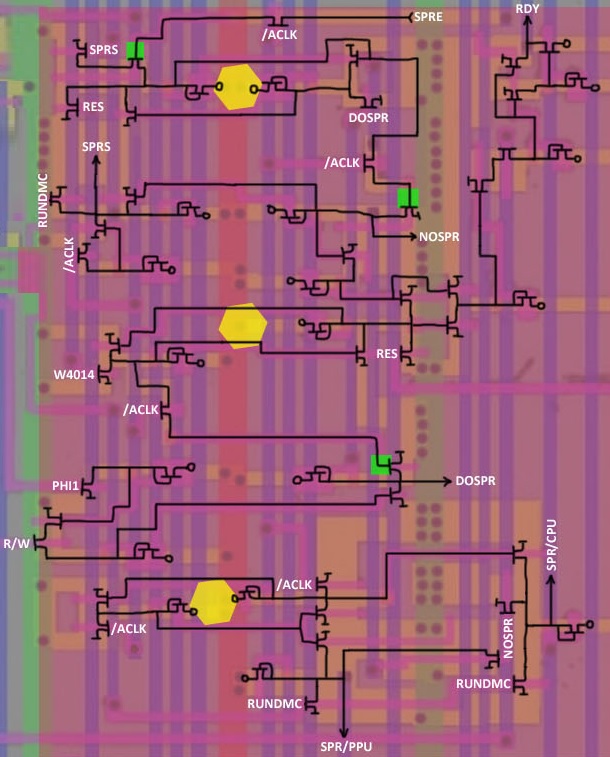 RDY
SPRE
/ACLK
SPRS
RES
DOSPR
SPRS
/ACLK
RUNDMC
NOSPR
/ACLK
RES
W4014
/ACLK
PHI1
DOSPR
R/W
SPR/CPU
/ACLK
/ACLK
NOSPR
RUNDMC
RUNDMC
SPR/PPU